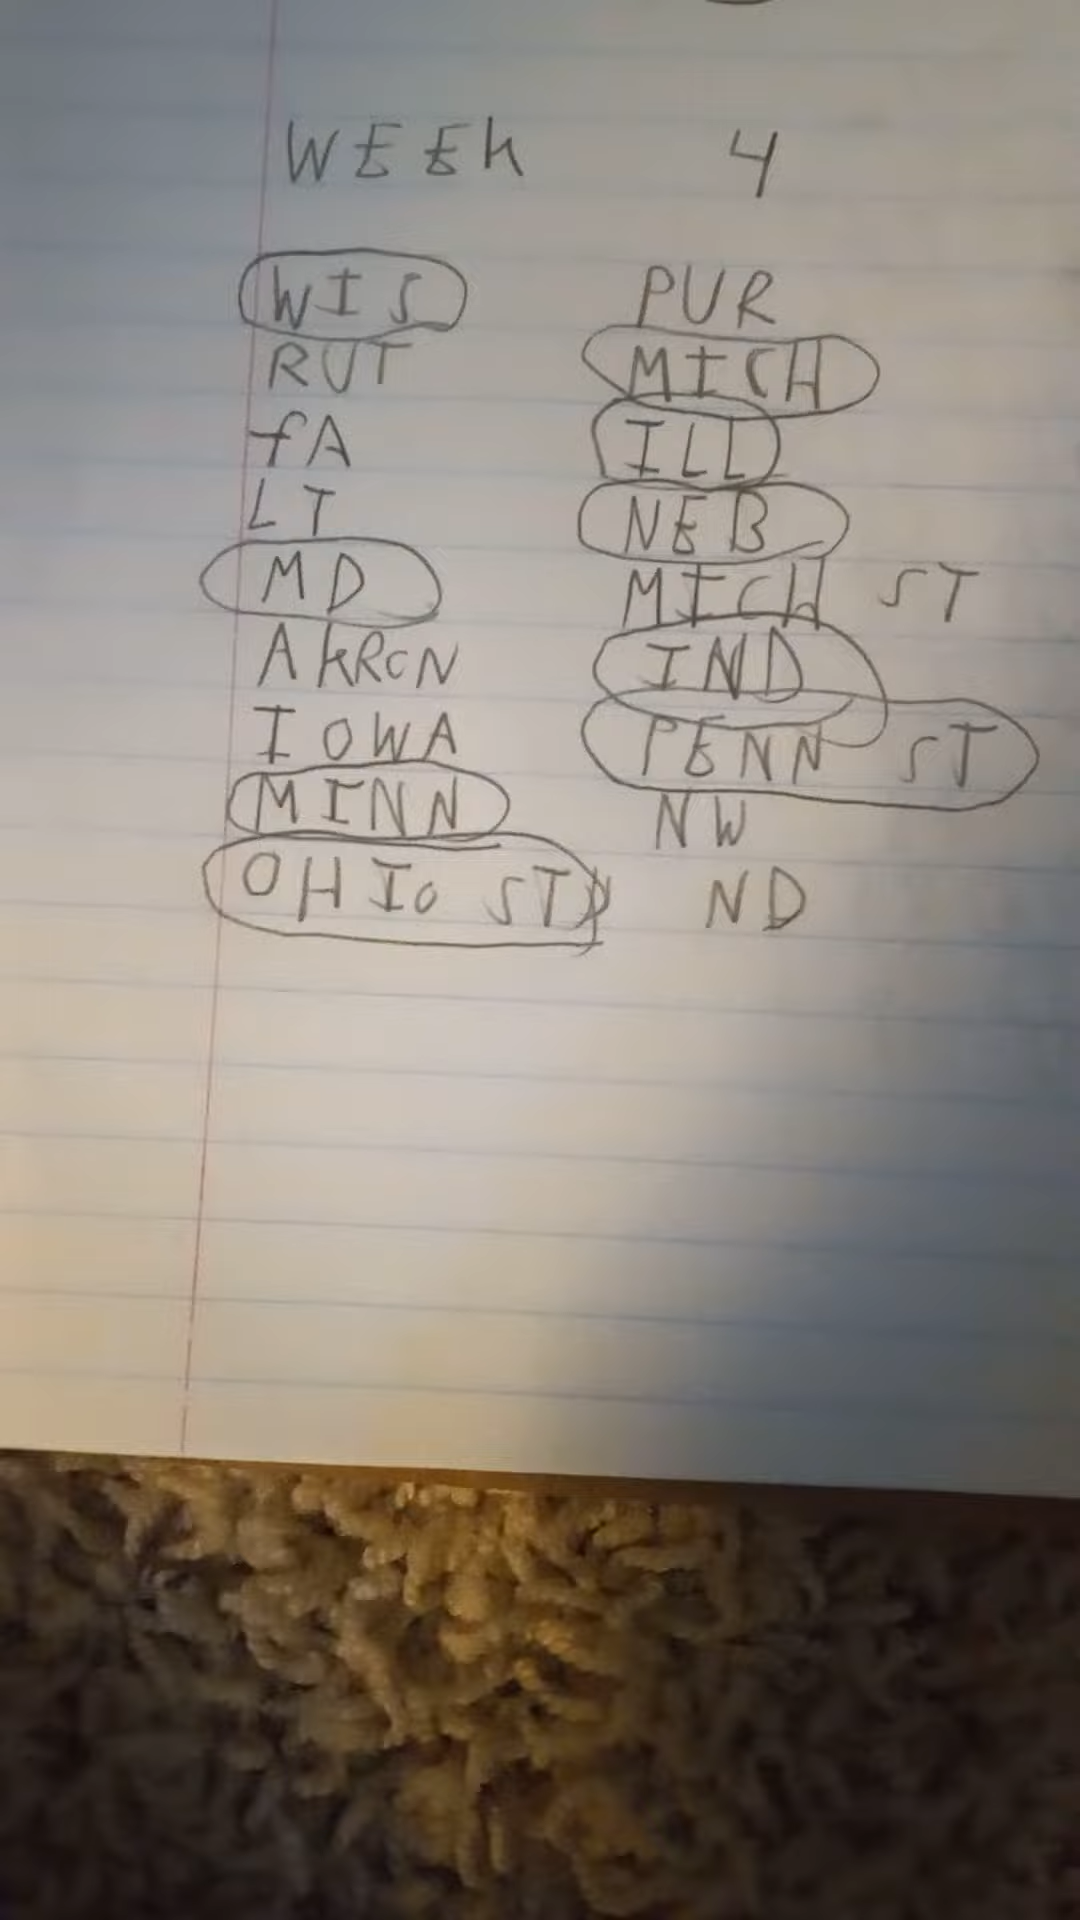 WEEK 4
WIS PUR
RUT MICH
FA ILL
LT NEB
MD MICH ST
AKRON IND
IOWA PENN ST
MINN NW
OHIO ST ND